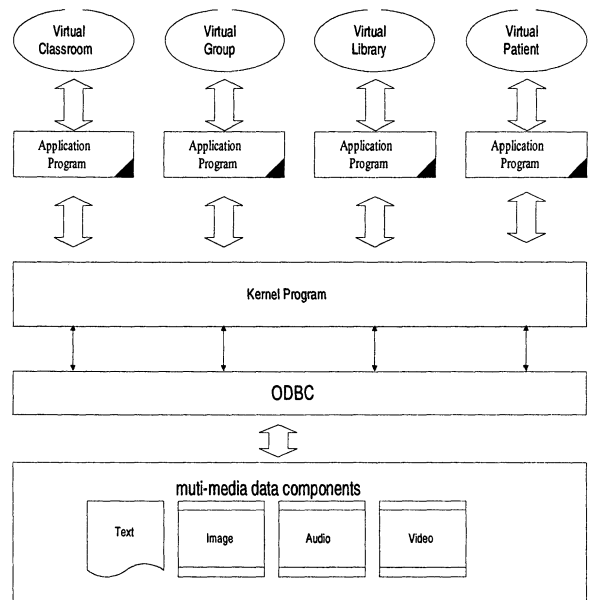 Virtual
Classroom
Virtual
Group
Virtual
Library
Virtual
Patient
Application
Program
Application
Program
Application
Program
Application
Program
Kernel Program
ODBC
muti-media data components
Text
Image
Audio
Video